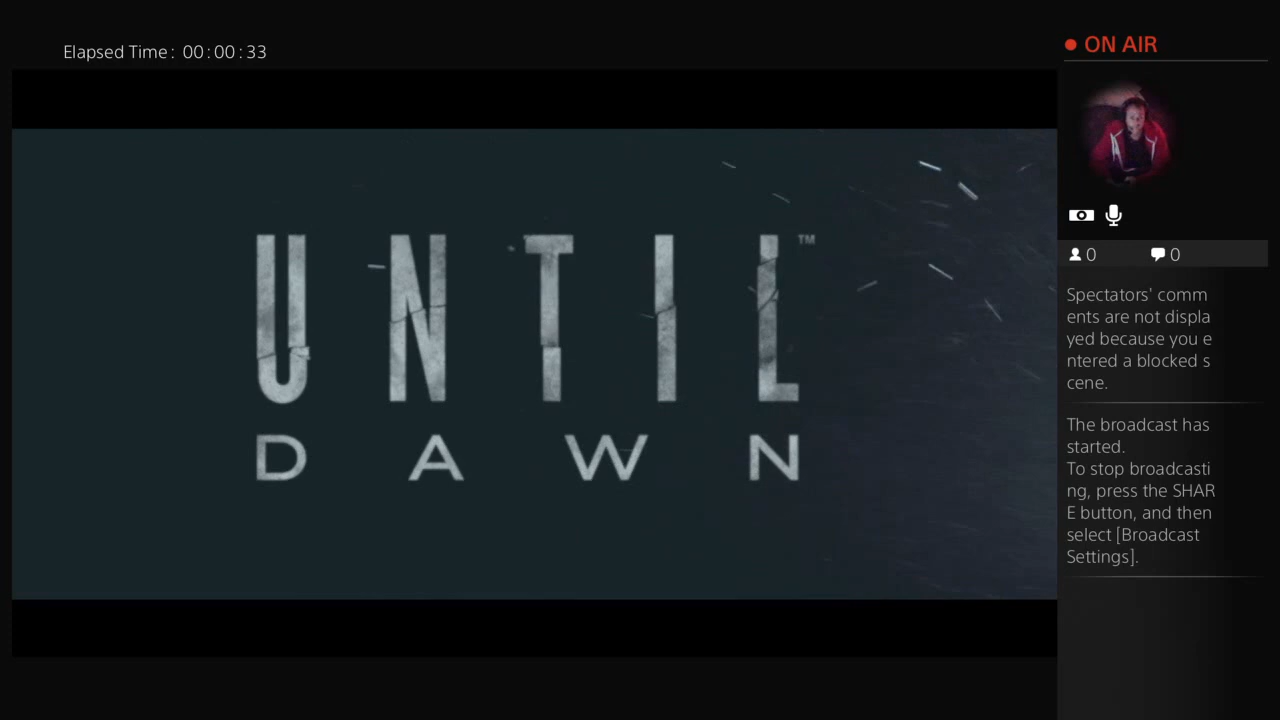 Elapsed Time: 00:00:33
ON AIR
UNTIL™
DAWN
0 0
Spectators' comm
ents are not displa
yed because you e
ntered a blocked s
cene.
The broadcast has
started.
To stop broadcasti
ng, press the SHAR
E button, and then
select [Broadcast
Settings].